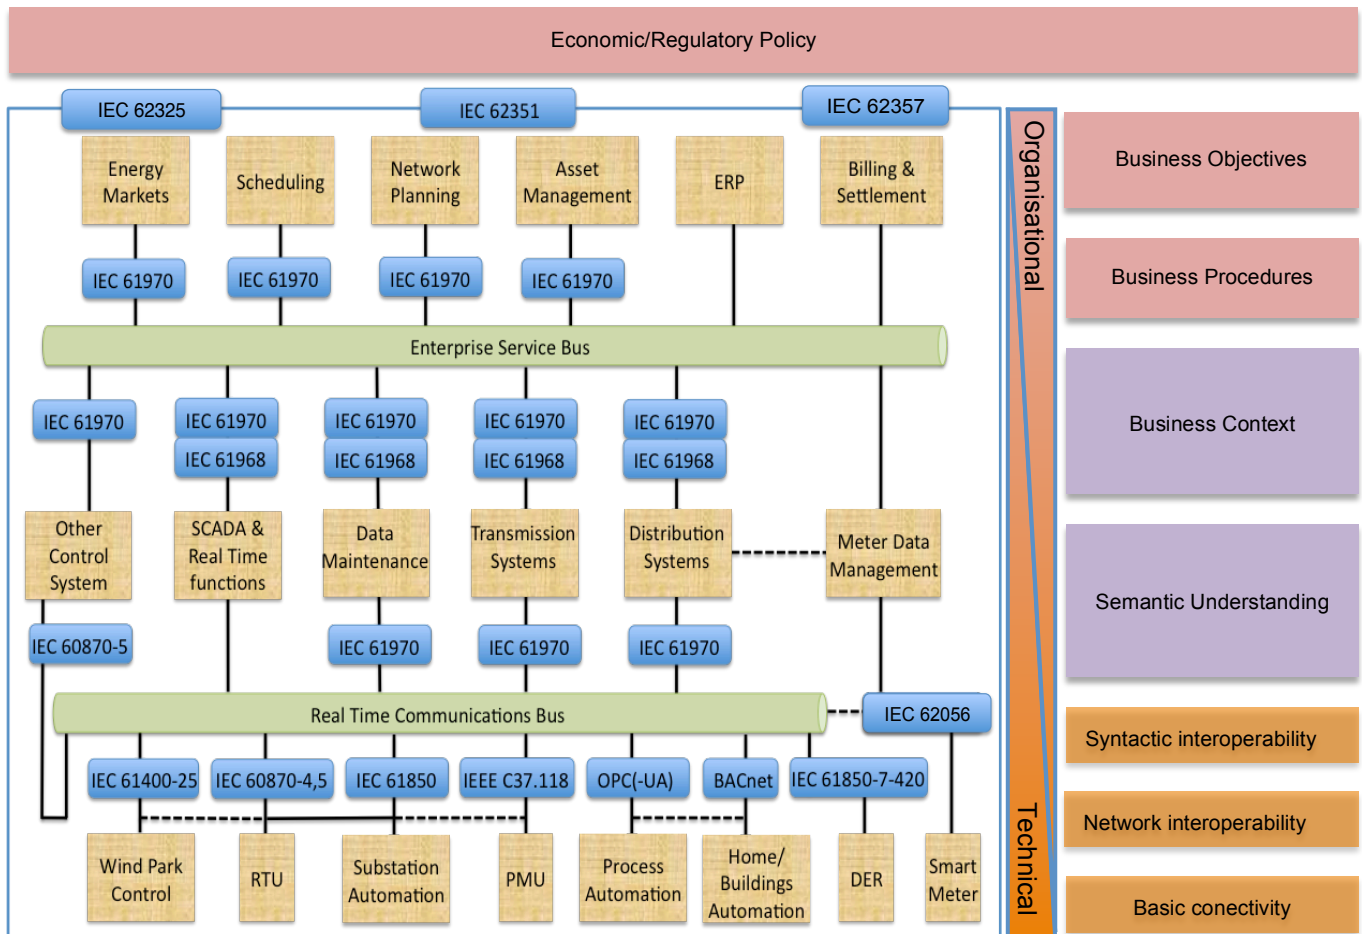 Economic/Regulatory Policy
IEC 62325
IEC 62351
IEC 62357
Energy
Markets
Scheduling
Network
Planning
Asset
Management
ERP
Billing &
Settlement
IEC 61970
IEC 61970
IEC 61970
IEC 61970
Enterprise Service Bus
IEC 61970
IEC 61970
IEC 61970
IEC 61970
IEC 61970
IEC 61968
IEC 61968
IEC 61968
IEC 61968
Other
Control
System
SCADA &
Real Time
functions
Data
Maintenance
Transmission
Systems
Distribution
Systems
Meter Data
Management
IEC 60870-5
IEC 61970
IEC 61970
IEC 61970
Real Time Communications Bus
IEC 62056
IEC 61400-25
IEC 60870-4,5
IEC 61850
IEEE C37.118
OPC(-UA)
BACnet
IEC 61850-7-420
Wind Park
Control
RTU
Substation
Automation
PMU
Process
Automation
Home/
Buildings
Automation
DER
Smart
Meter
Organisational
Technical
Business Objectives
Business Procedures
Business Context
Semantic Understanding
Syntactic interoperability
Network interoperability
Basic conectivity